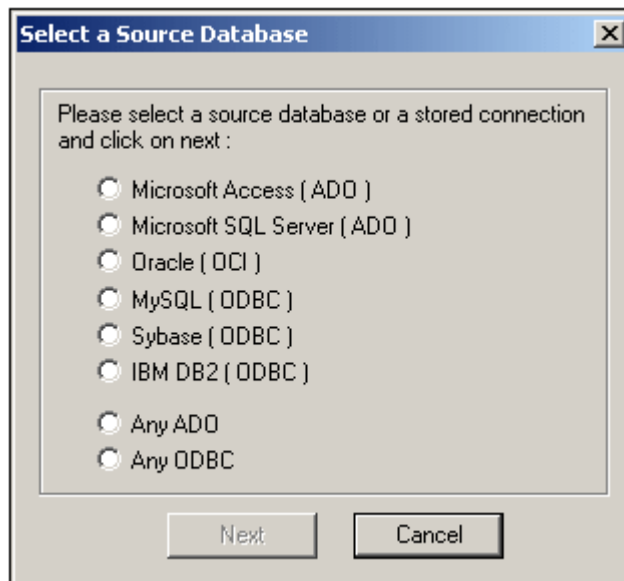 Select a Source Database
Please select a source database or a stored connection
and click on next :
Microsoft Access ( ADO )
Microsoft SQL Server ( ADO )
Oracle ( OCI )
MySQL ( ODBC )
Sybase ( ODBC )
IBM DB2 ( ODBC )
Any ADO
Any ODBC
Next
Cancel